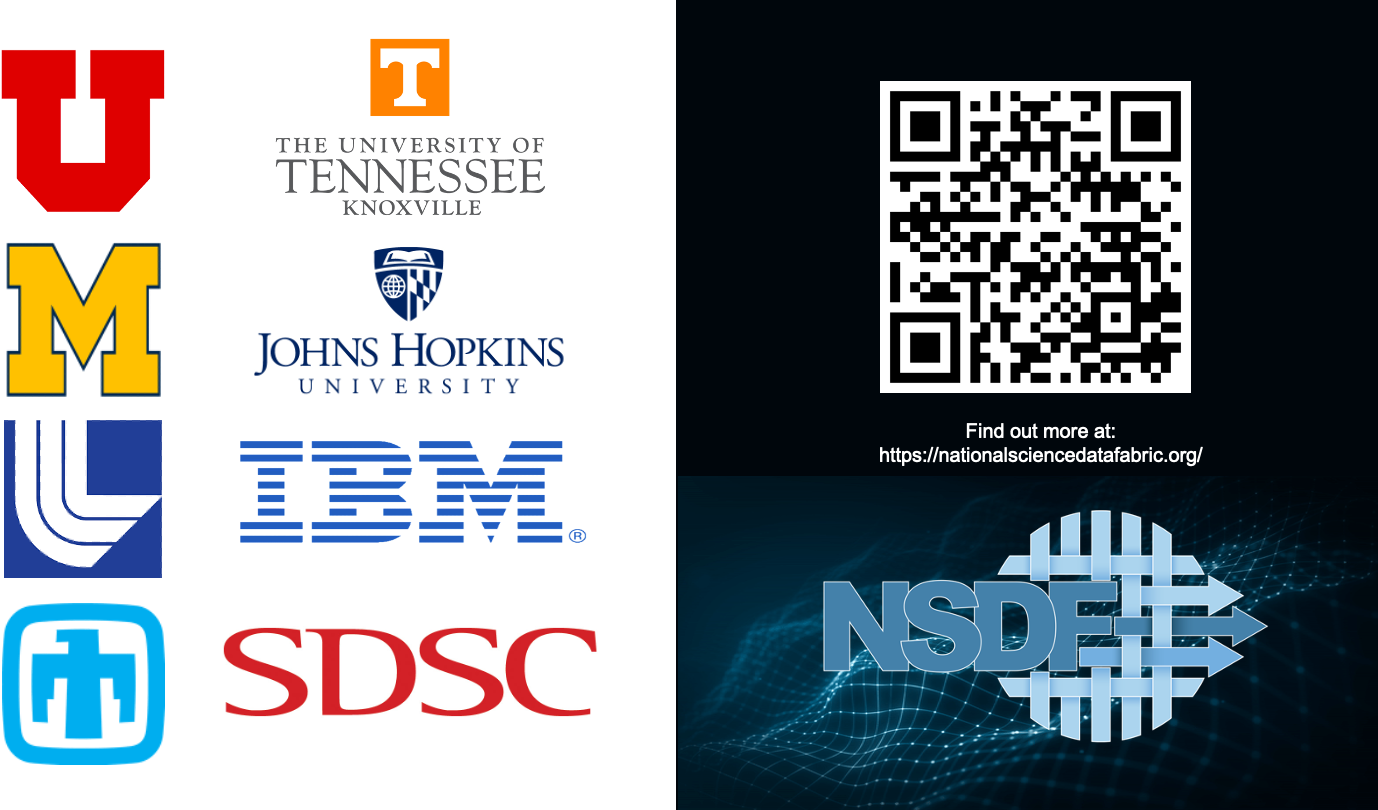 U
T
THE UNIVERSITY OF
TENNESSEE
KNOXVILLE
M
JOHNS HOPKINS
UNIVERSITY
IBM®
SDSC
Find out more at:
https://nationalsciencedatafabric.org/
NSDF